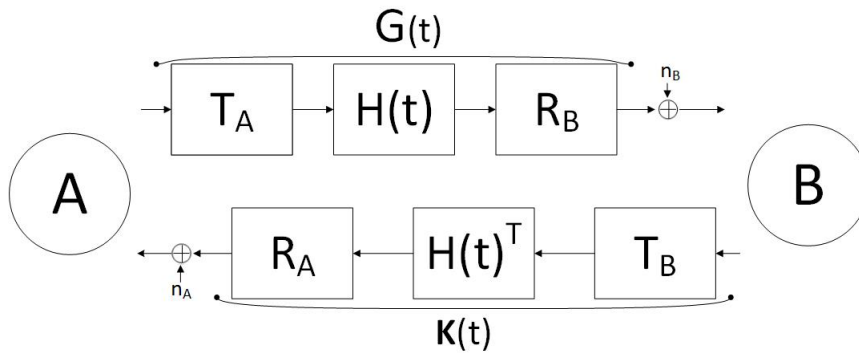 G(t)
T_A H(t) R_B n_B
A B
R_A H(t)^T T_B
n_A
K(t)